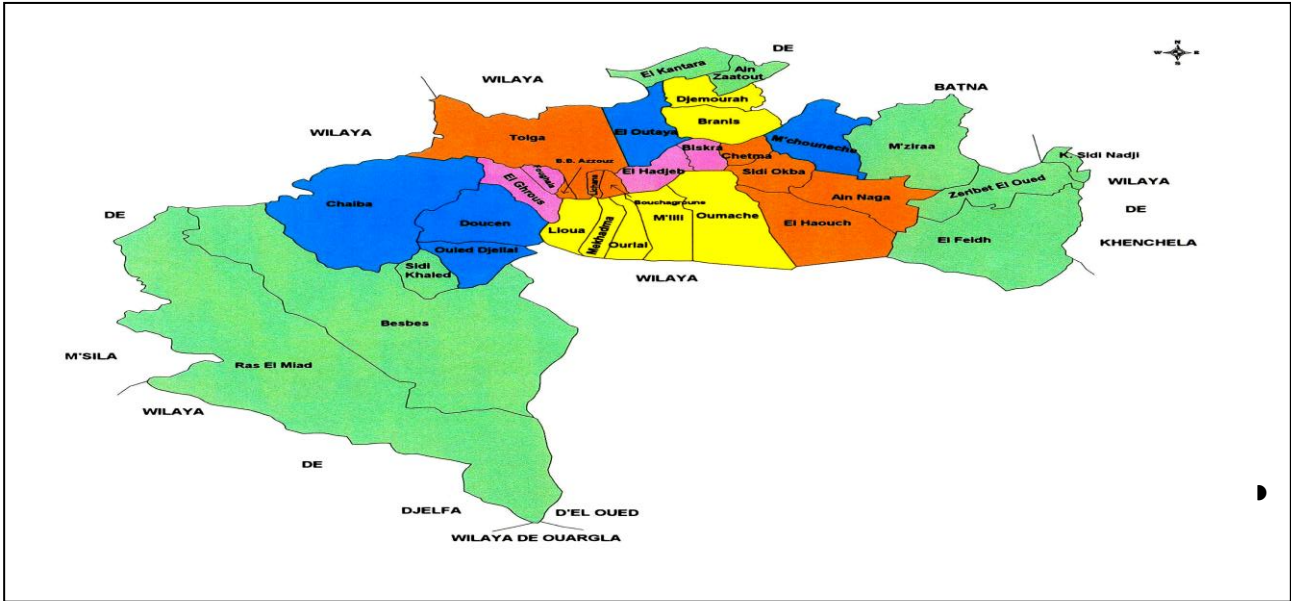 N
W E
S
DE
WILAYA
El Kantara
Ain
Zaatout
BATNA
Djemourah
WILAYA
Tolga
El Outaya
Branis
M'chouneche
M'ziraa
K. Sidi Nadji
B.B. Azzouz
Biskra
Chetma
El Hadjeb
Sidi Okba
WILAYA
Foughala
Lichana
El Ghrous
Zeribet El Oued
Ain Naga
DE
Chaiba
Bouchagroune
DE
Doucen
Lioua
Mekhadma
M'lili
Oumache
El Haouch
Ourlal
El Feidh
KHENCHELA
Ouled Djellal
Sidi
Khaled
WILAYA
Besbes
M'SILA
Ras El Miad
WILAYA
DE
DJELFA
D'EL OUED
WILAYA DE OUARGLA